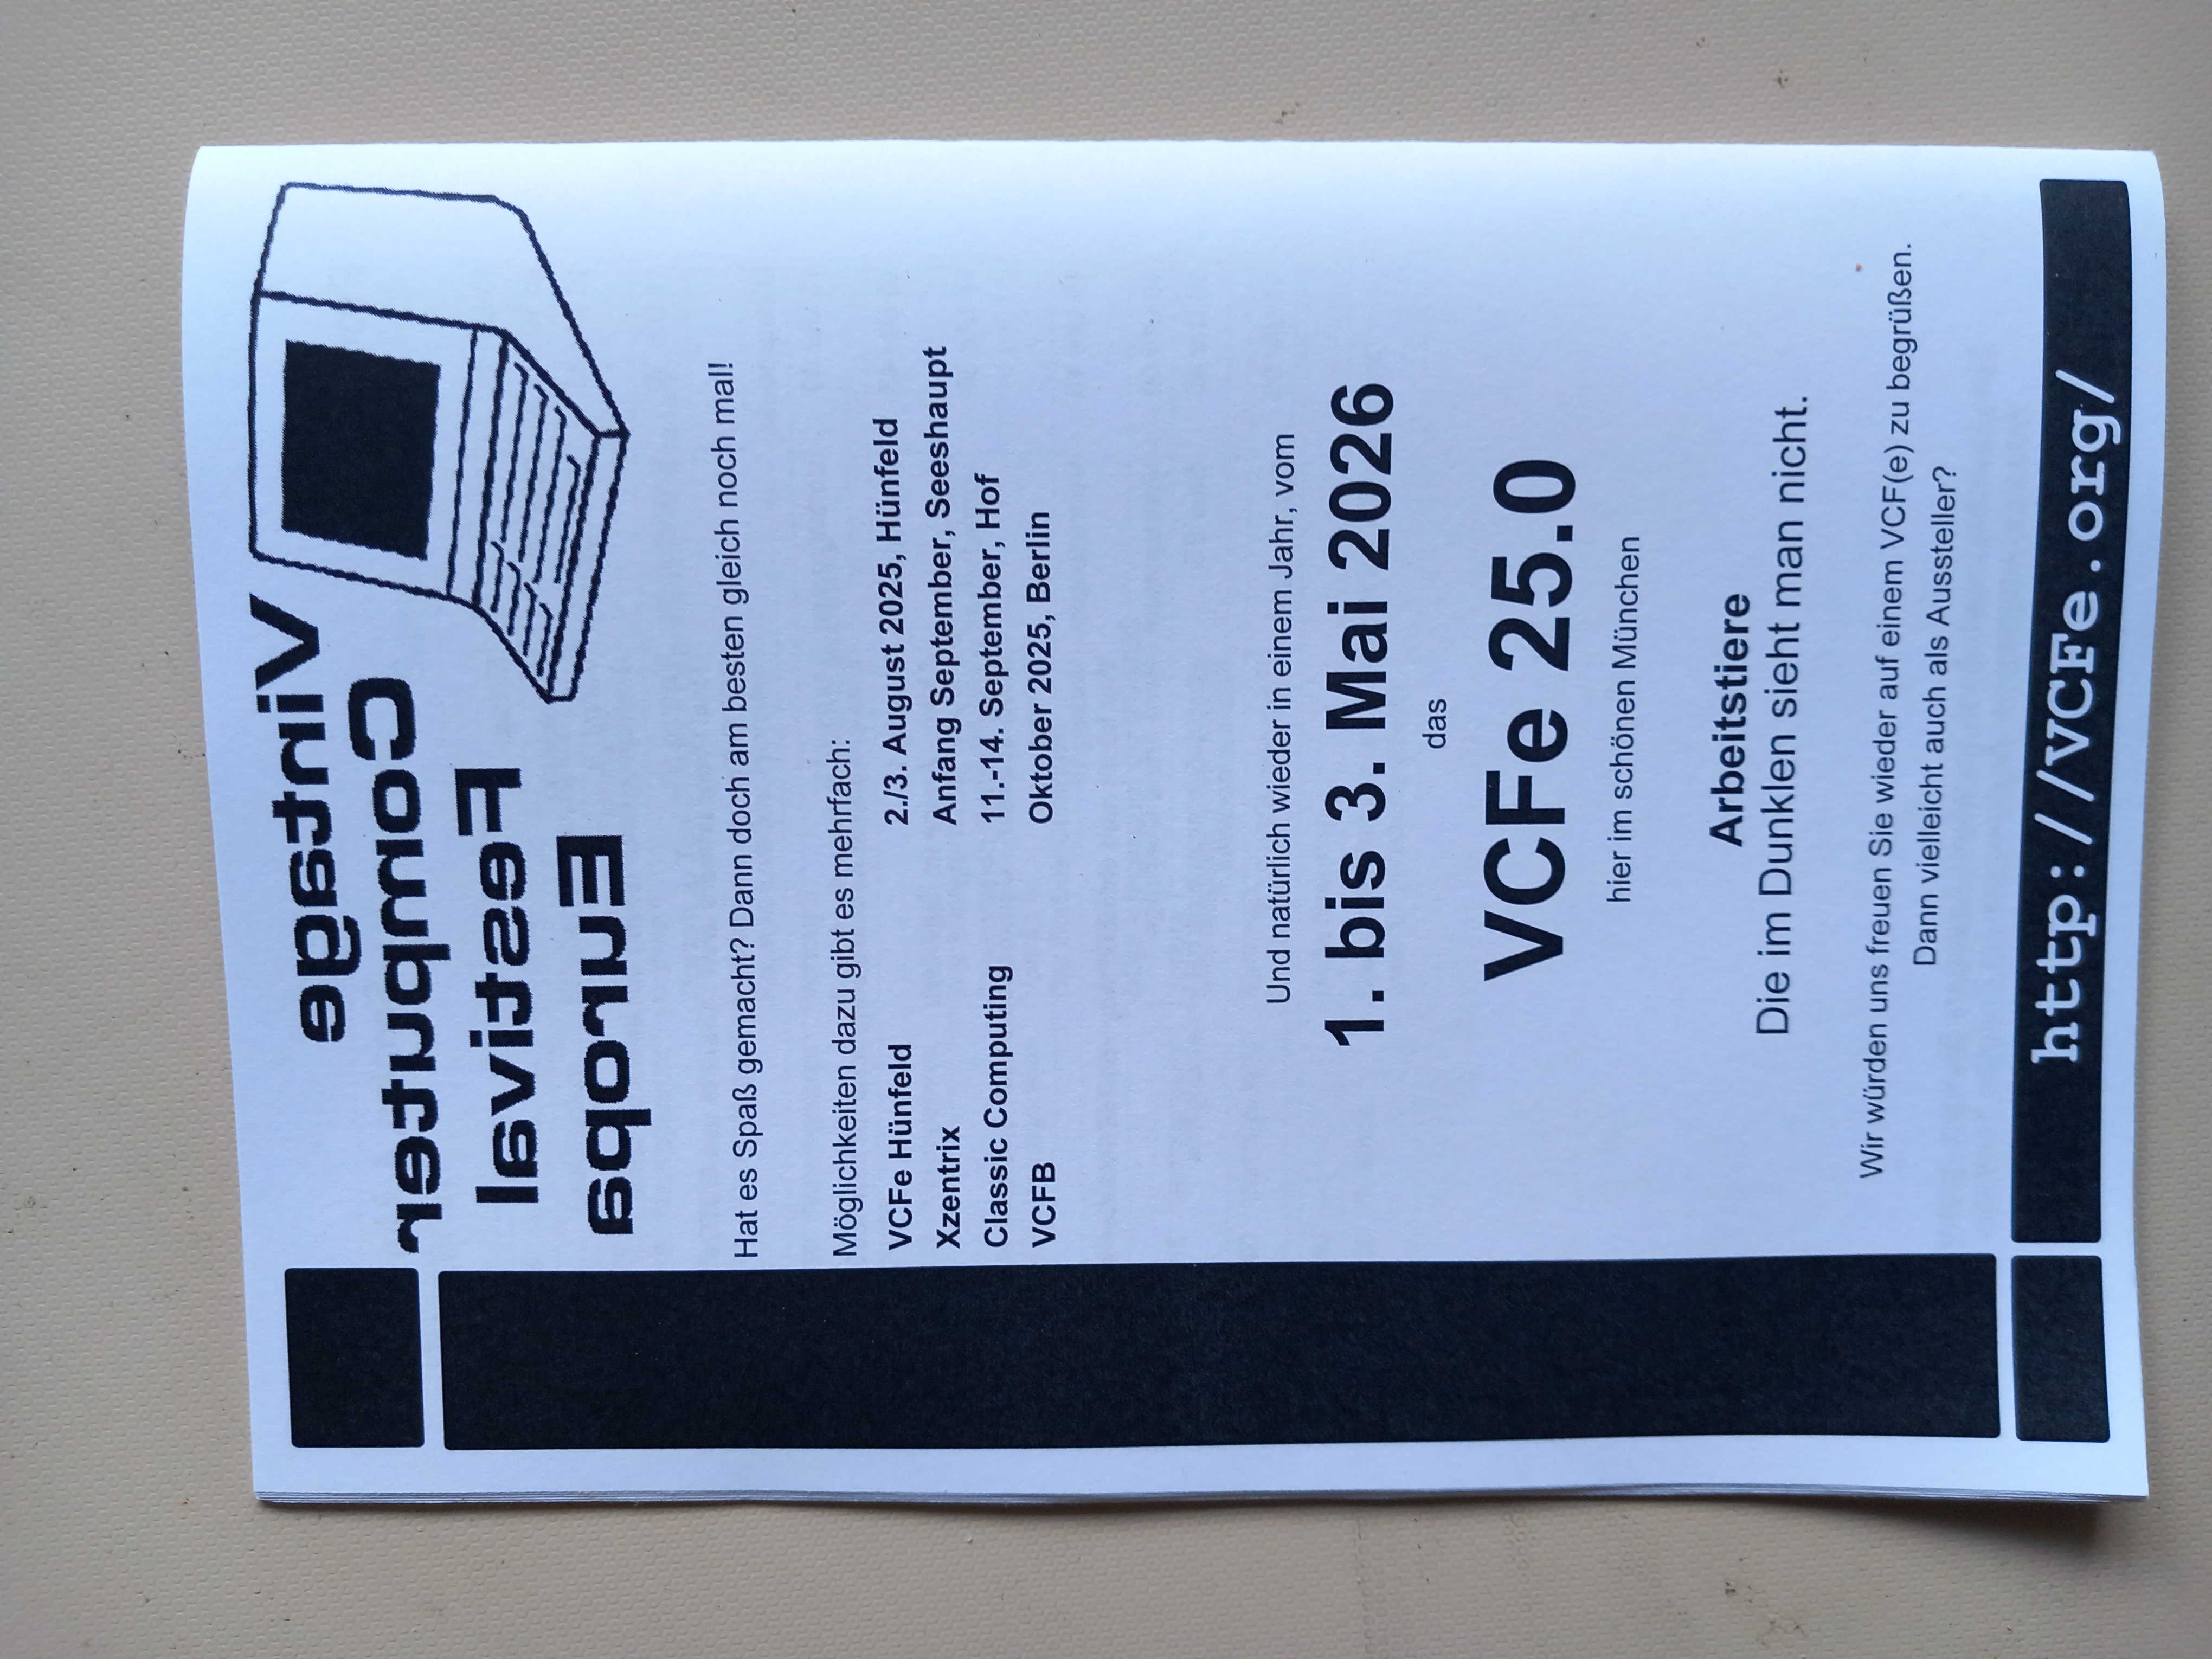 Vintage
Computer
Festival
Europa
Hat es Spaß gemacht? Dann doch am besten gleich noch mal!
Möglichkeiten dazu gibt es mehrfach:
VCFe Hünfeld 2./3. August 2025, Hünfeld
Xzentrix Anfang September, Seeshaupt
Classic Computing 11.-14. September, Hof
VCFB Oktober 2025, Berlin
Und natürlich wieder in einem Jahr, vom
1. bis 3. Mai 2026
das
VCFe 25.0
hier im schönen München
Arbeitstiere
Die im Dunklen sieht man nicht.
Wir würden uns freuen Sie wieder auf einem VCF(e) zu begrüßen.
Dann vielleicht auch als Aussteller?
http://VCFe.org/